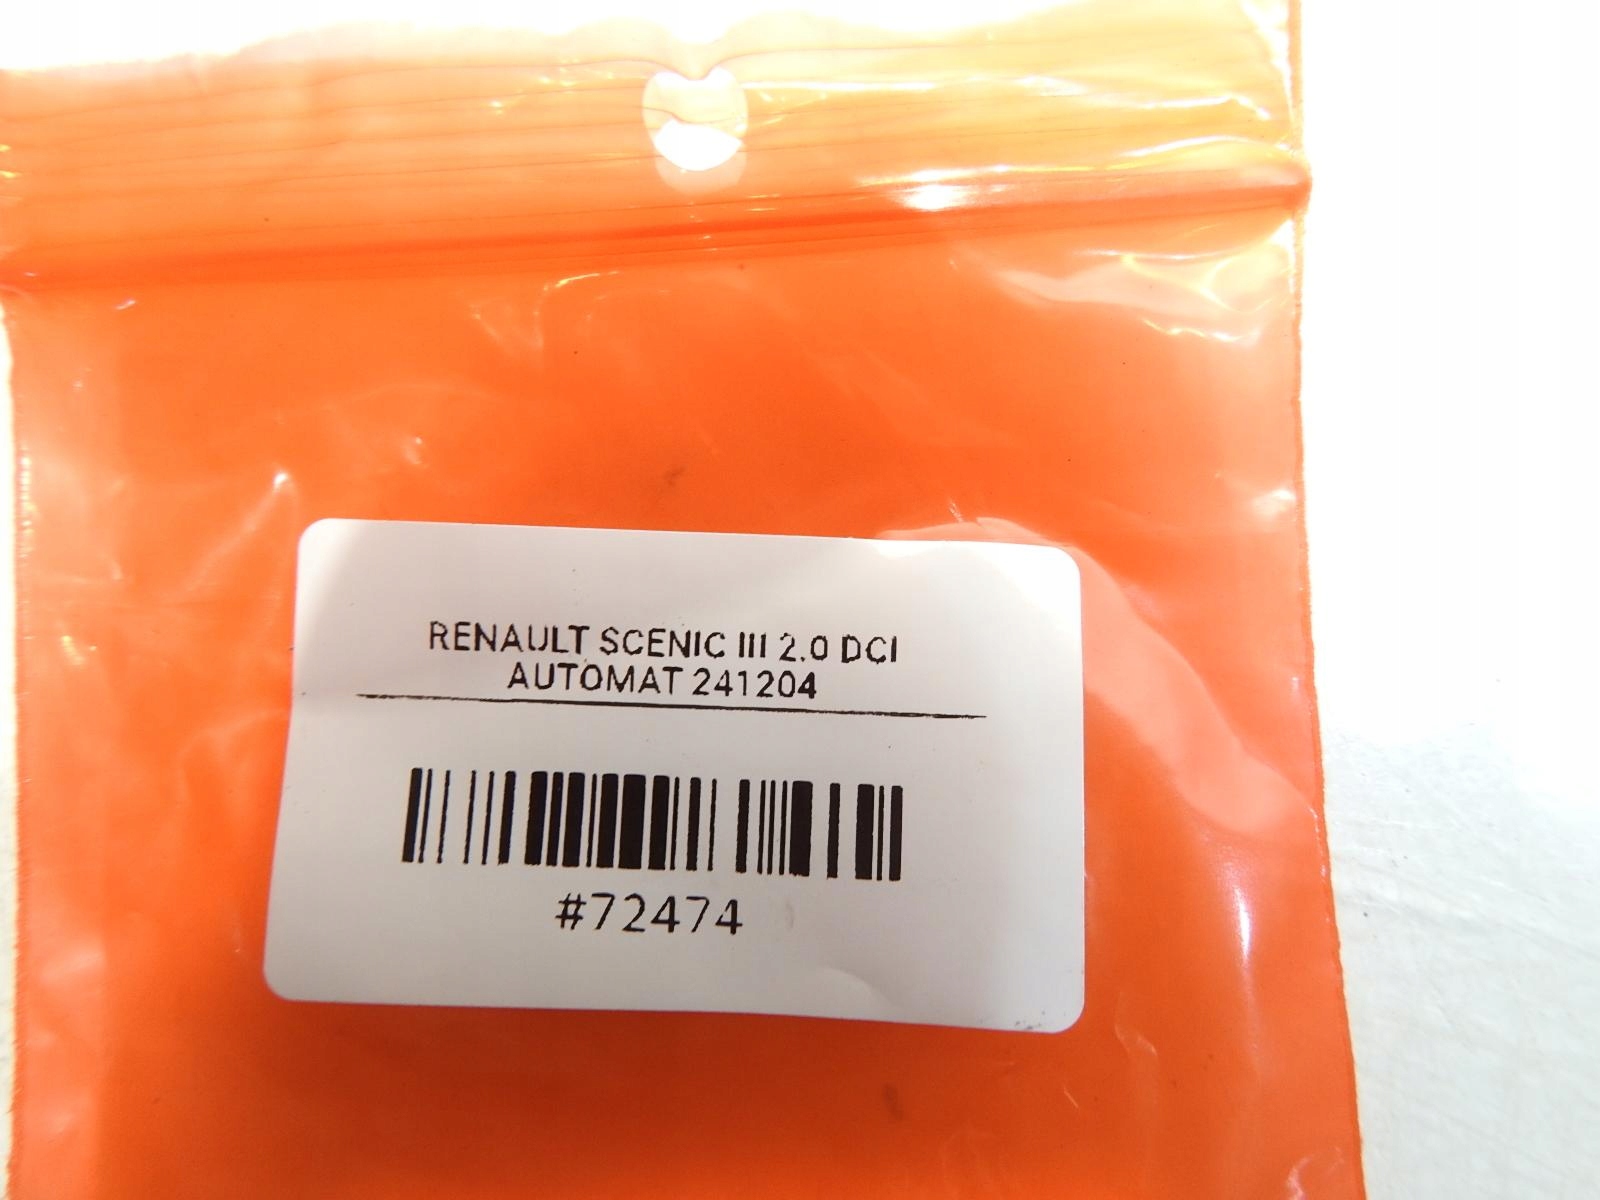 RENAULT SCENIC III 2.0 DCI
AUTOMAT 241204
#72474